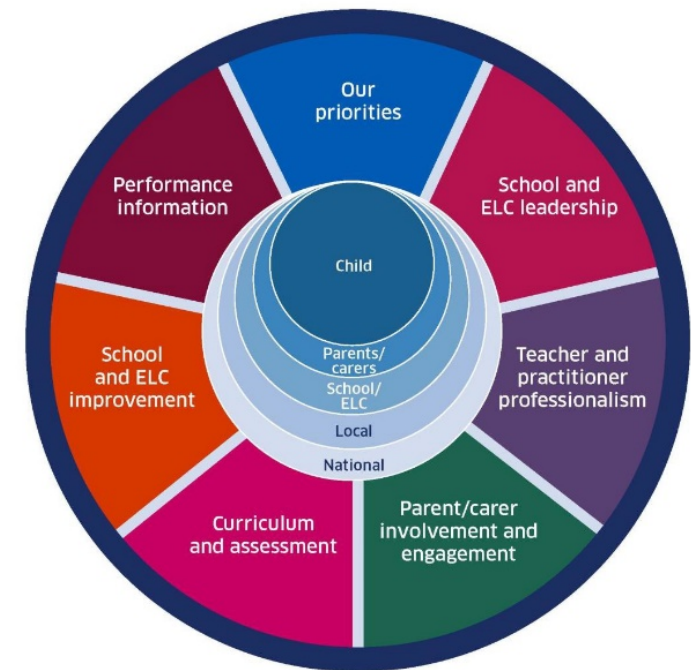 Our
priorities
School and
ELC leadership
Teacher and
practitioner
professionalism
Parent/carer
involvement and
engagement
Curriculum
and assessment
School
and ELC
improvement
Performance
information
Child
Parents/
carers
School/
ELC
Local
National